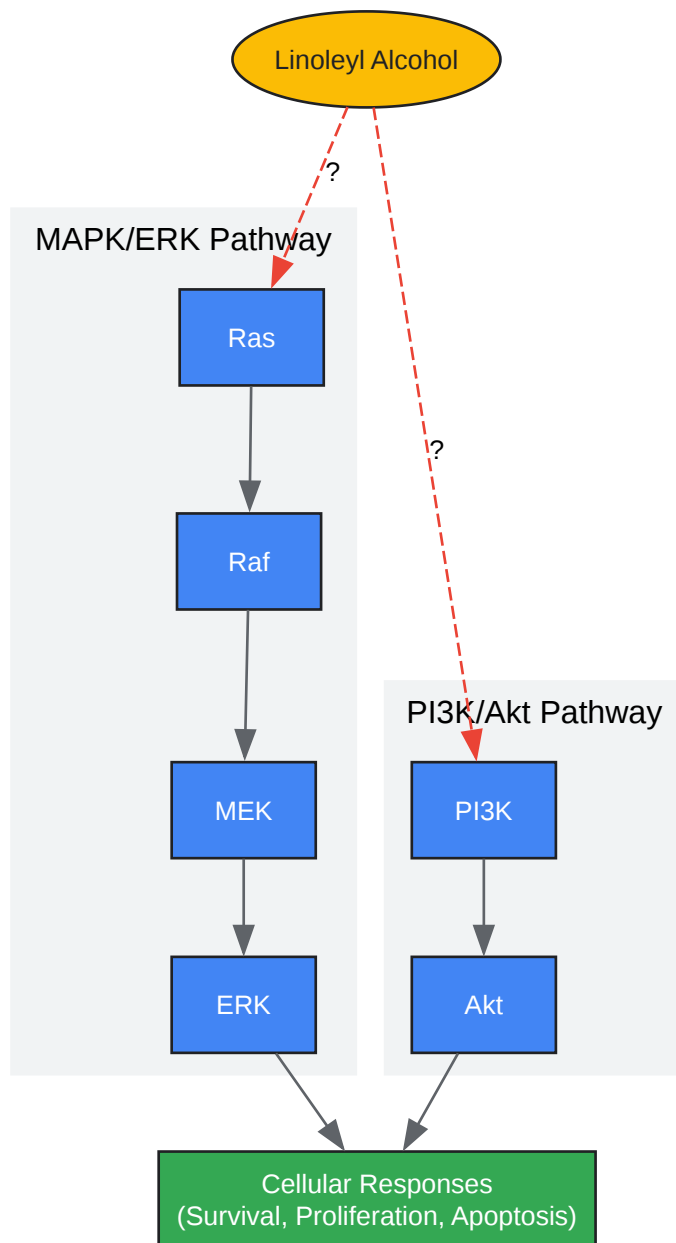 Linoleyl Alcohol
?
MAPK/ERK Pathway
Ras
?
Raf
PI3K/Akt Pathway
MEK
PI3K
ERK
Akt
Cellular Responses
(Survival, Proliferation, Apoptosis)